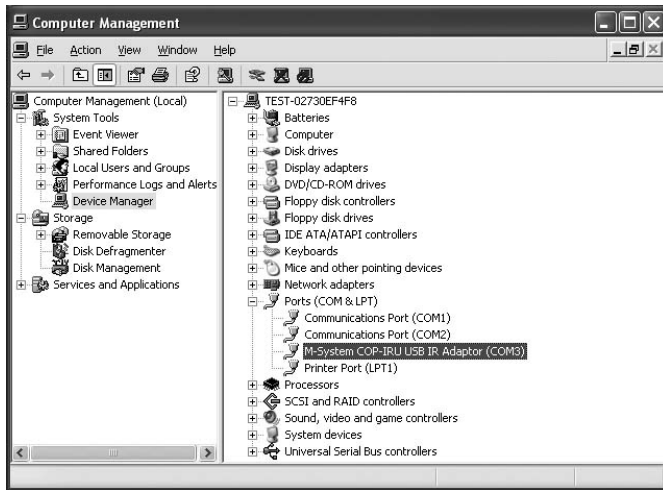 Computer Management
File Action View Window Help
Computer Management (Local)
System Tools
Event Viewer
Shared Folders
Local Users and Groups
Performance Logs and Alerts
Device Manager
Storage
Removable Storage
Disk Defragmenter
Disk Management
Services and Applications
TEST-02730EF4F8
Batteries
Computer
Disk drives
Display adapters
DVD/CD-ROM drives
Floppy disk controllers
Floppy disk drives
IDE ATA/ATAPI controllers
Keyboards
Mice and other pointing devices
Network adapters
Ports (COM & LPT)
Communications Port (COM1)
Communications Port (COM2)
M-System COP-IRU USB IR Adaptor (COM3)
Printer Port (LPT1)
Processors
SCSI and RAID controllers
Sound, video and game controllers
System devices
Universal Serial Bus controllers